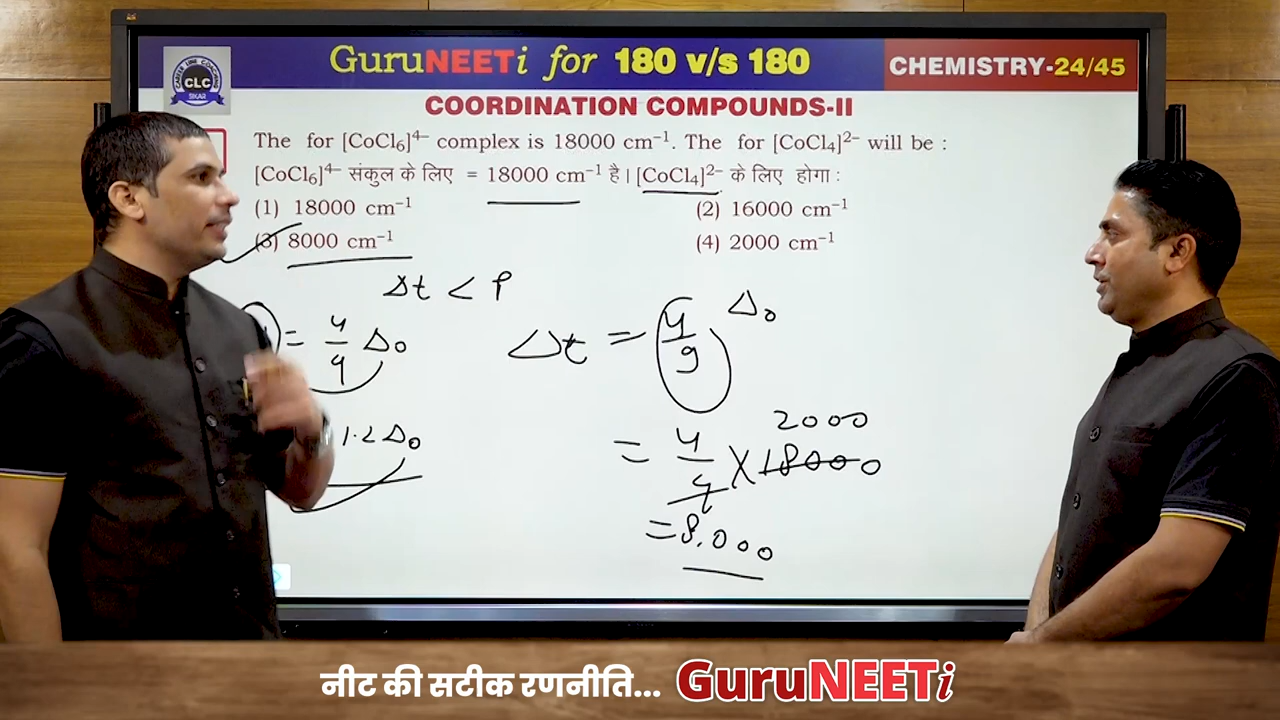 GuruNEETi for 180 v/s 180
CHEMISTRY-24/45
CAREER LINE COACHING
CLC
SIKAR
COORDINATION COMPOUNDS-II
The for [CoCl₆]⁴⁻ complex is 18000 cm⁻¹. The for [CoCl₄]²⁻ will be :
[CoCl₆]⁴⁻ संकुल के लिए = 18000 cm⁻¹ है। [CoCl₄]²⁻ के लिए होगा :
(1) 18000 cm⁻¹ (2) 16000 cm⁻¹
(3) 8000 cm⁻¹ (4) 2000 cm⁻¹
Δt < P
= 4/9 Δ₀
1.2 Δ₀
Δt = 4/9 Δ₀
2000
= 4/9 × 18000
= 8,000
नीट की सटीक रणनीति... GuruNEETi